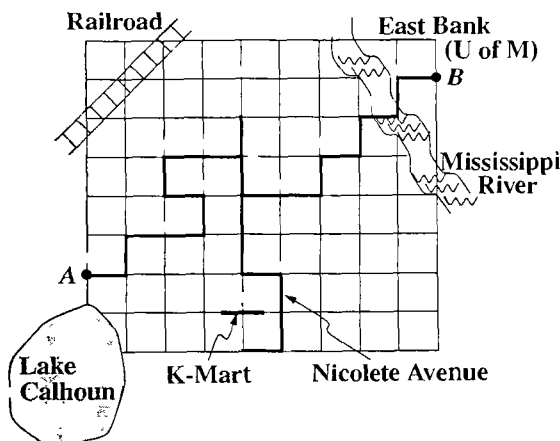 Railroad
East Bank
(U of M)
B
Mississippi
River
A
Lake
Calhoun
K-Mart
Nicolete Avenue